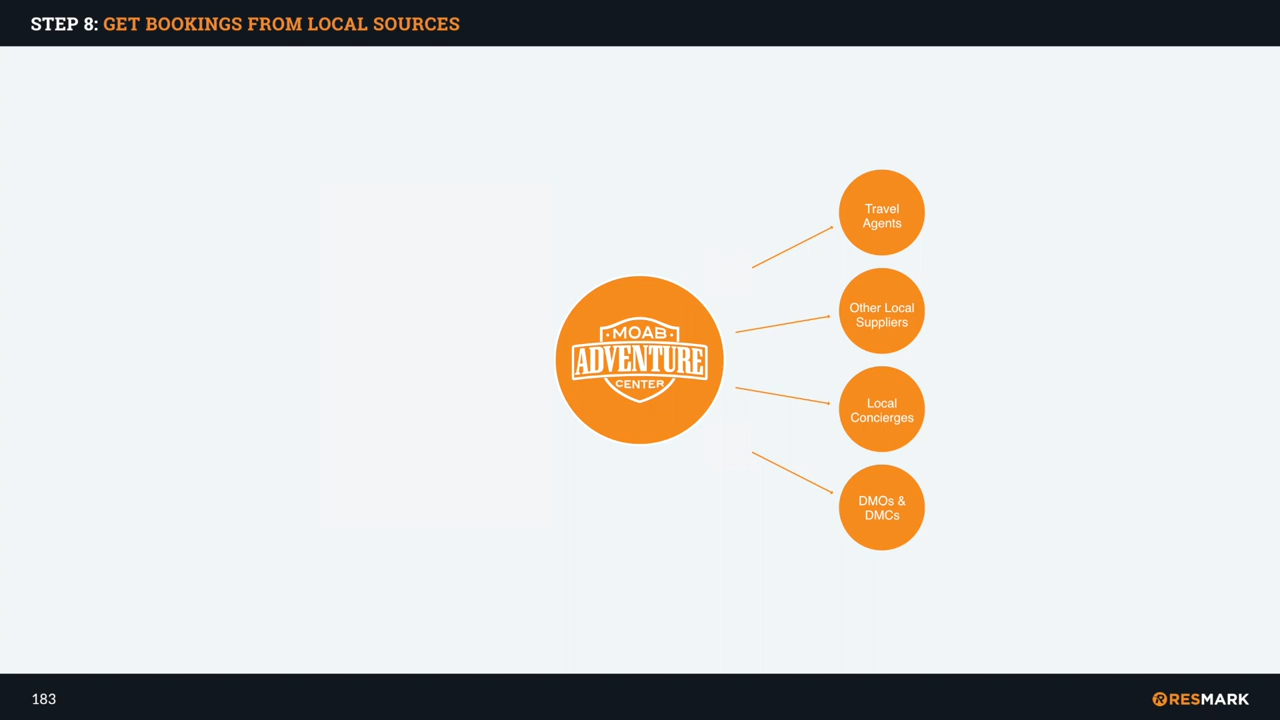 STEP 8: GET BOOKINGS FROM LOCAL SOURCES
Travel
Agents
Other Local
Suppliers
·MOAB·
ADVENTURE
CENTER
Local
Concierges
DMOs &
DMCs
183
RESMARK